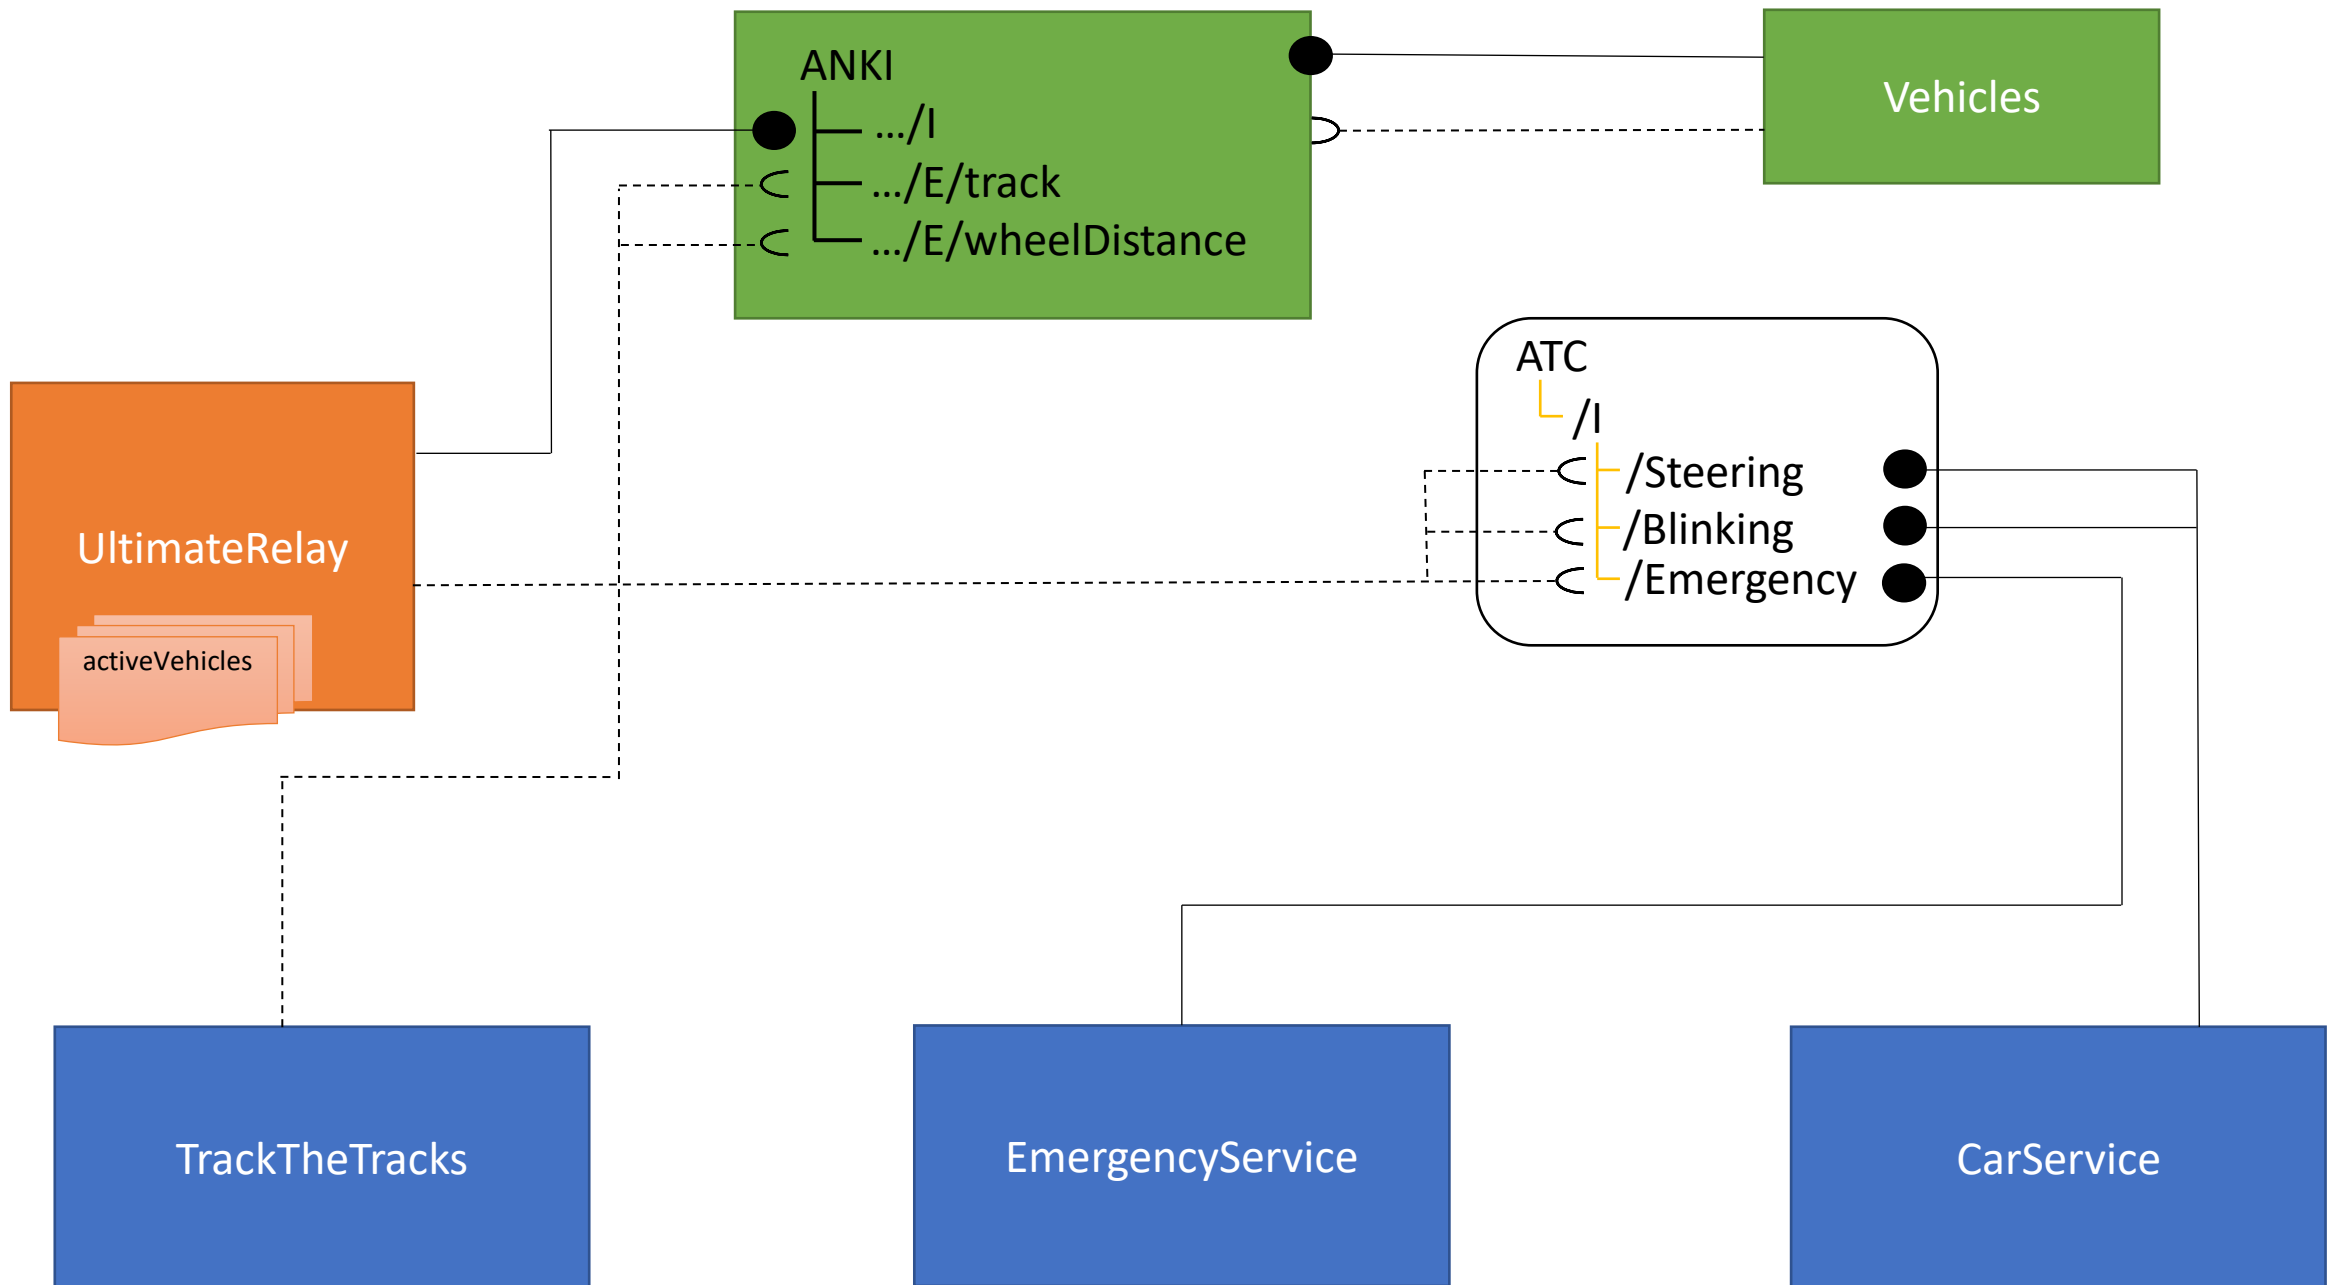 ANKI
.../I
.../E/track
.../E/wheelDistance
Vehicles
ATC
/I
/Steering
/Blinking
/Emergency
UltimateRelay
activeVehicles
TrackTheTracks
EmergencyService
CarService